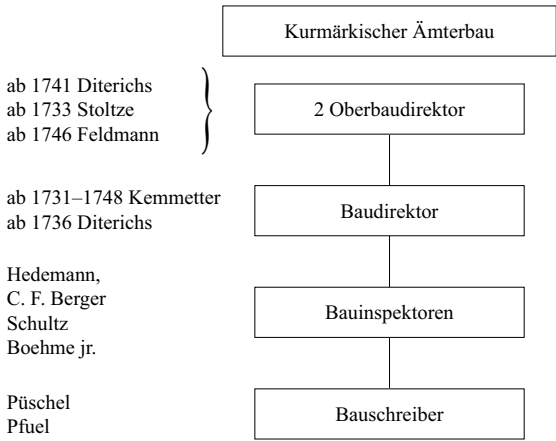 Kurmärkischer Ämterbau
ab 1741 Diterichs
ab 1733 Stoltze
ab 1746 Feldmann
2 Oberbaudirektor
ab 1731–1748 Kemmetter
ab 1736 Diterichs
Baudirektor
Hedemann,
C. F. Berger
Schultz
Boehme jr.
Bauinspektoren
Püschel
Pfuel
Bauschreiber